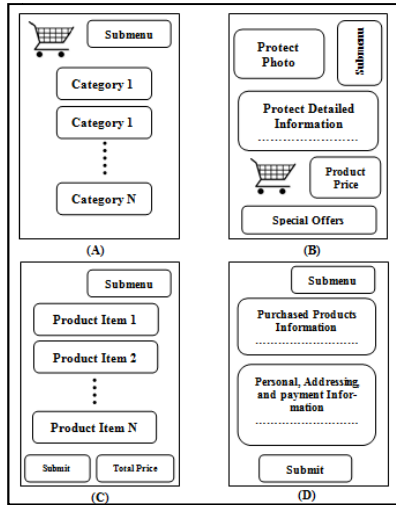 Submenu
Category 1
Category 1
Category N
(A)
Protect
Photo
Submenu
Protect Detailed
Information
........................
Product
Price
Special Offers
(B)
Submenu
Product Item 1
Product Item 2
Product Item N
Submit
Total Price
(C)
Submenu
Purchased Products
Information
........................
Personal, Addressing,
and payment Infor-
mation
........................
Submit
(D)